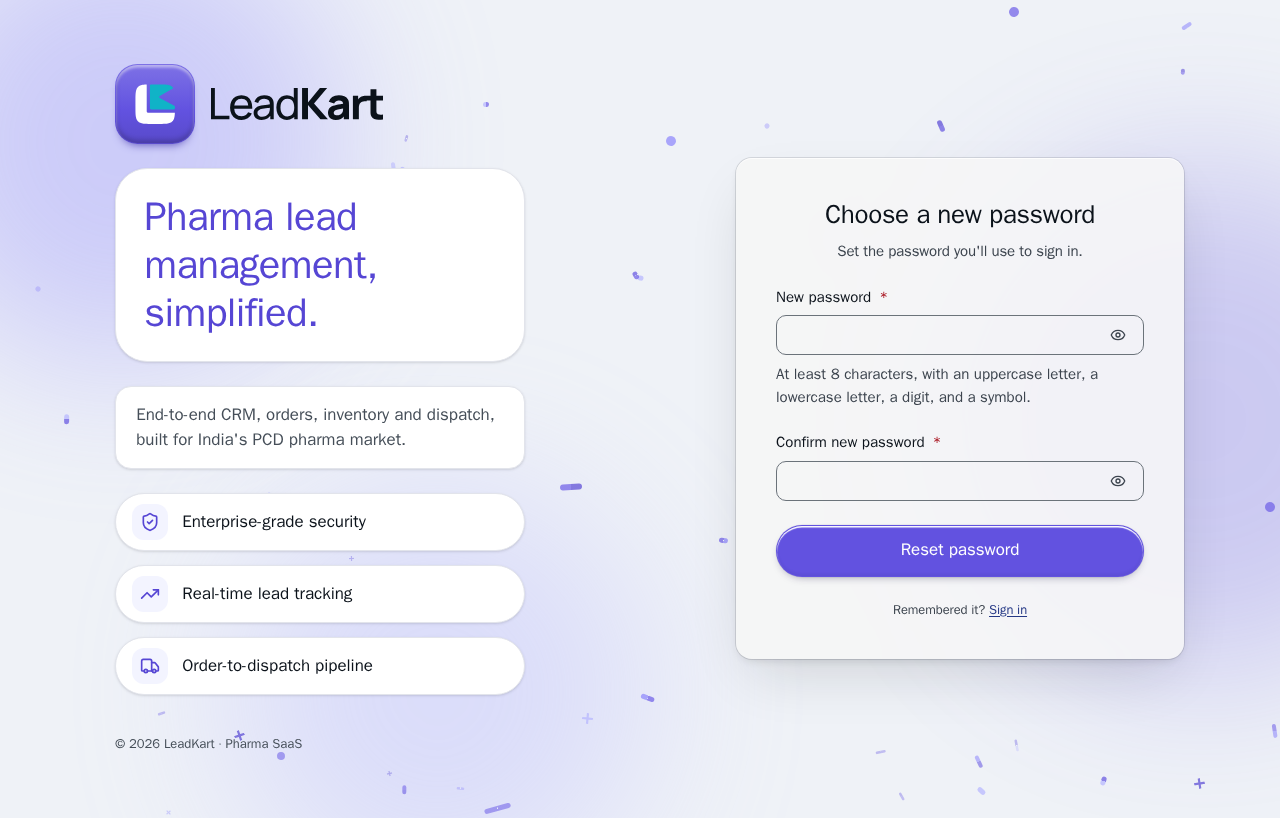 LeadKart
Pharma lead
management,
simplified.
End-to-end CRM, orders, inventory and dispatch,
built for India's PCD pharma market.
Enterprise-grade security
Real-time lead tracking
Order-to-dispatch pipeline
© 2026 LeadKart · Pharma SaaS
Choose a new password
Set the password you'll use to sign in.
New password *
At least 8 characters, with an uppercase letter, a
lowercase letter, a digit, and a symbol.
Confirm new password *
Reset password
Remembered it? Sign in